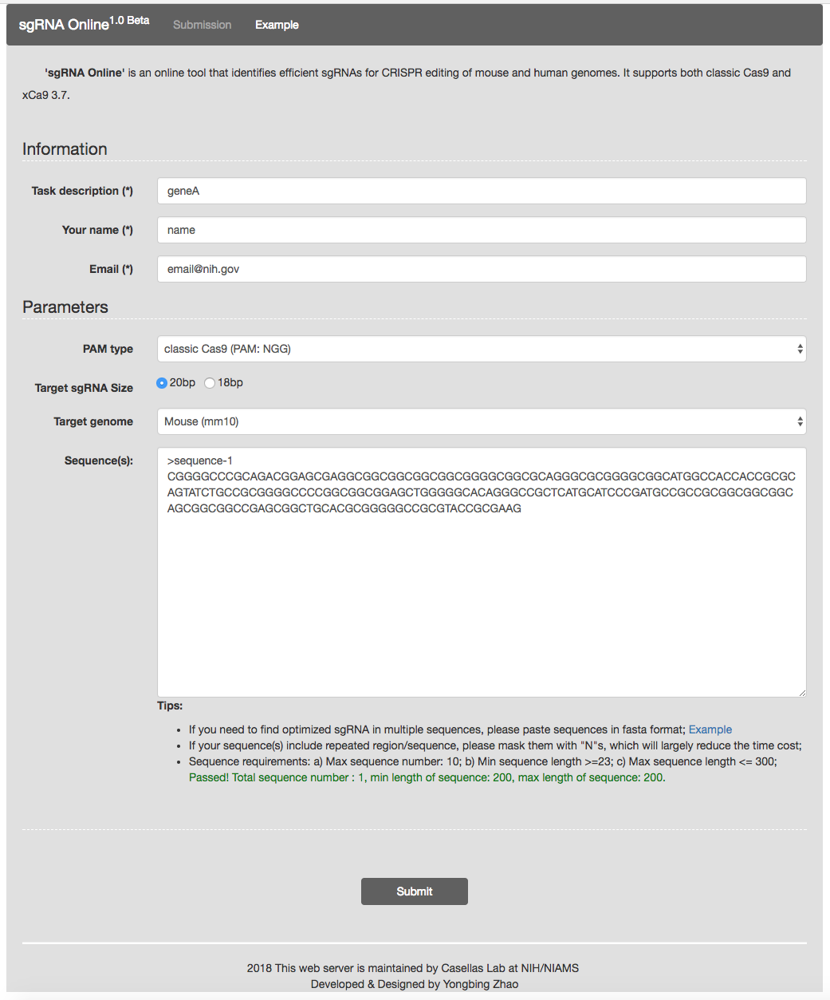 sgRNA Online1.0 Beta Submission Example
'sgRNA Online' is an online tool that identifies efficient sgRNAs for CRISPR editing of mouse and human genomes. It supports both classic Cas9 and
xCa9 3.7.
Information
Task description (*) geneA
Your name (*) name
Email (*) email@nih.gov
Parameters
PAM type classic Cas9 (PAM: NGG)
Target sgRNA Size 20bp 18bp
Target genome Mouse (mm10)
Sequence(s): >sequence-1
CGGGGCCCGCAGACGGAGCGAGGCGGCGGCGGCGGCGGGGCGGCGCAGGGCGCGGGGCGGCATGGCCACCACCGCGC
AGTATCTGCCGCGGGGCCCCGGCGGCGGAGCTGGGGGCACAGGGCCGCTCATGCATCCCGATGCCGCCGCGGCGGCGGC
AGCGGCGGCCGAGCGGCTGCACGCGGGGGCCGCGTACCGCGAAG
Tips:
If you need to find optimized sgRNA in multiple sequences, please paste sequences in fasta format; Example
If your sequence(s) include repeated region/sequence, please mask them with "N"s, which will largely reduce the time cost;
Sequence requirements: a) Max sequence number: 10; b) Min sequence length >=23; c) Max sequence length <= 300;
Passed! Total sequence number : 1, min length of sequence: 200, max length of sequence: 200.
Submit
2018 This web server is maintained by Casellas Lab at NIH/NIAMS
Developed & Designed by Yongbing Zhao